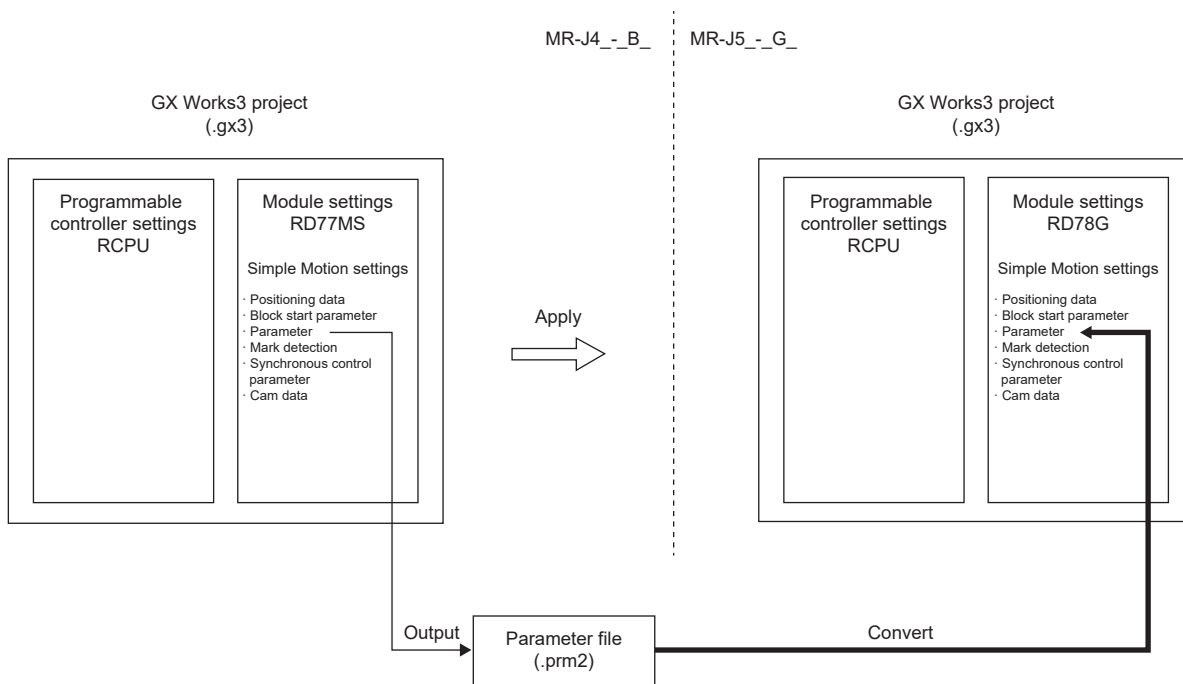 MR-J4_-_B_
MR-J5_-_G_
GX Works3 project
(.gx3)
Programmable
controller settings
RCPU
Module settings
RD77MS
Simple Motion settings
· Positioning data
· Block start parameter
· Parameter
· Mark detection
· Synchronous control
parameter
· Cam data
Apply
GX Works3 project
(.gx3)
Programmable
controller settings
RCPU
Module settings
RD78G
Simple Motion settings
· Positioning data
· Block start parameter
· Parameter
· Mark detection
· Synchronous control
parameter
· Cam data
Output
Parameter file
(.prm2)
Convert